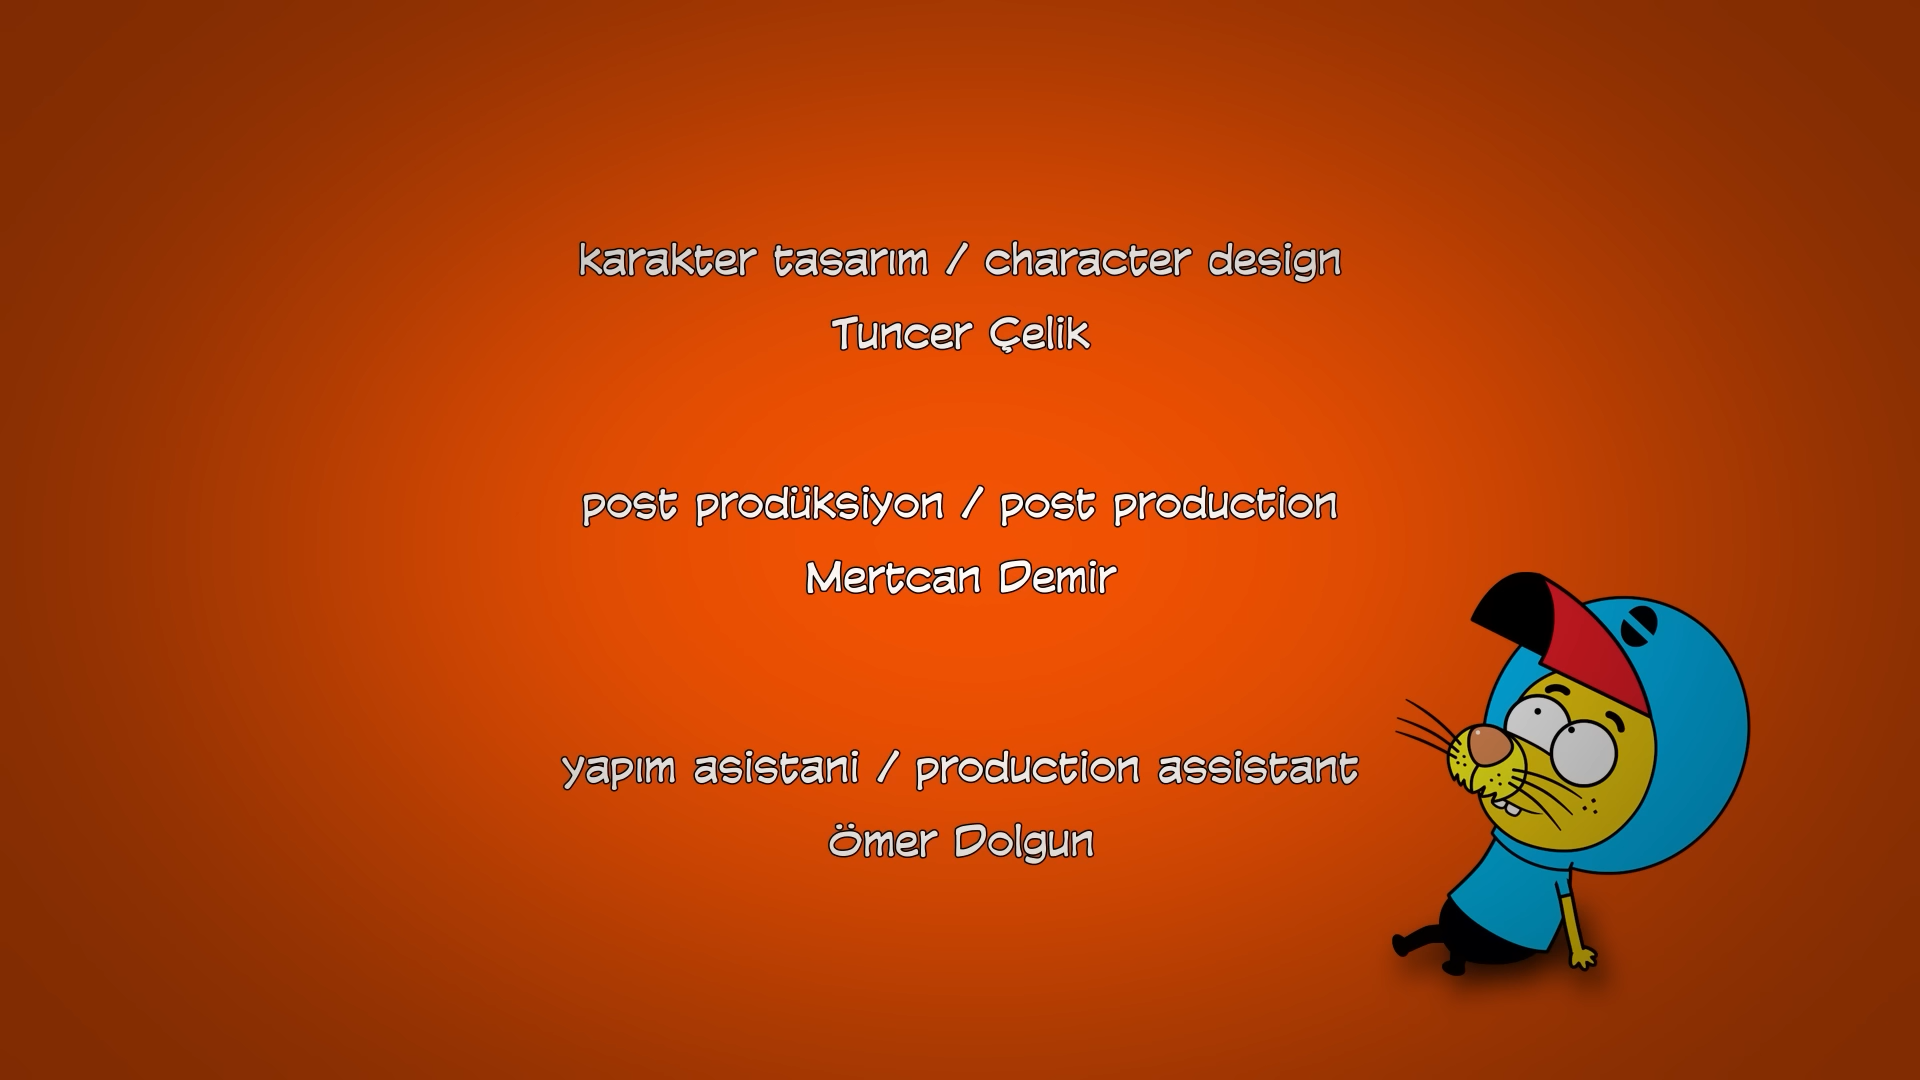 karakter tasarım / character design
Tuncer Çelik
post prodüksiyon / post production
Mertcan Demir
yapım asistani / production assistant
Ömer Dolgun